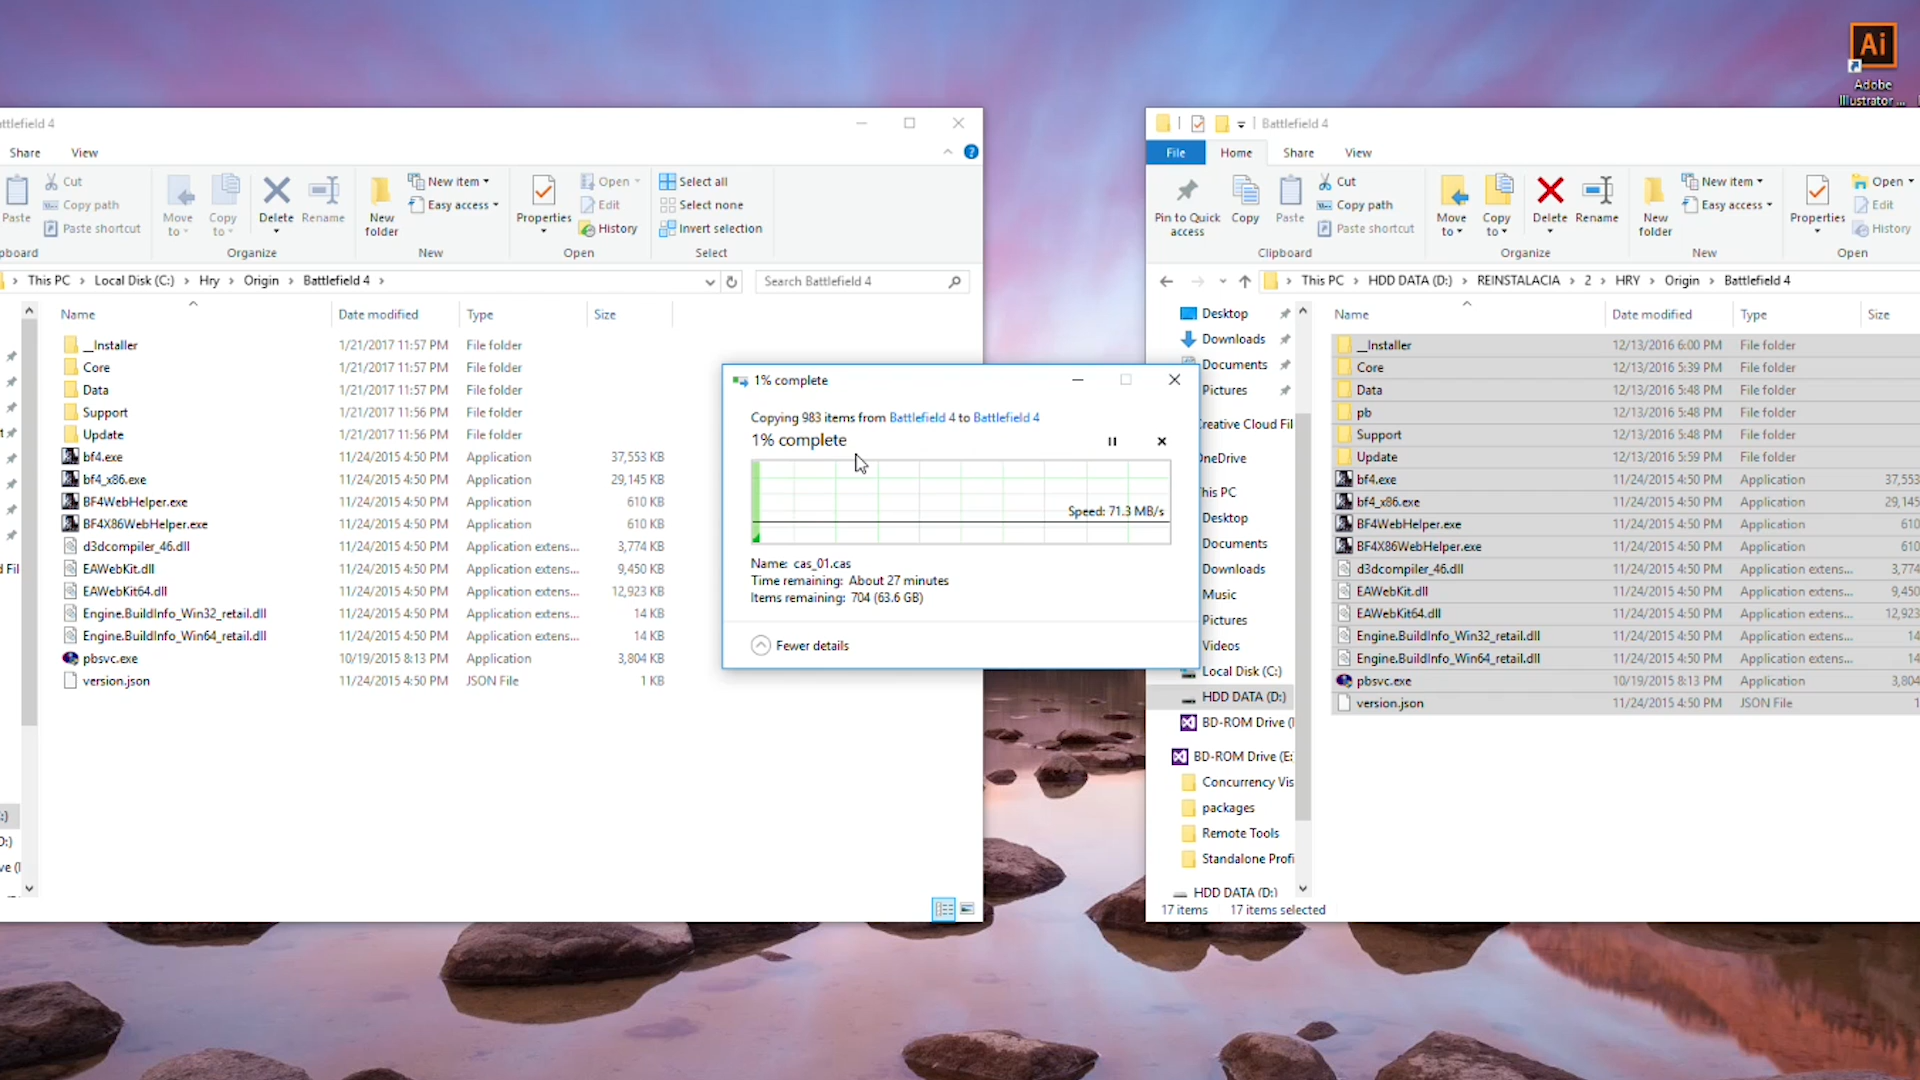 Adobe
Illustrator ...
ttlefield 4
Share View
Paste
Cut
Copy path
Paste shortcut
Move to
Copy to
Delete
Rename
New folder
New item
Easy access
Properties
Open
Edit
History
Select all
Select none
Invert selection
pboard Organize New Open Select
This PC > Local Disk (C:) > Hry > Origin > Battlefield 4 >
Search Battlefield 4
Name Date modified Type Size
__Installer 1/21/2017 11:57 PM File folder
Core 1/21/2017 11:57 PM File folder
Data 1/21/2017 11:57 PM File folder
Support 1/21/2017 11:56 PM File folder
Update 1/21/2017 11:56 PM File folder
bf4.exe 11/24/2015 4:50 PM Application 37,553 KB
bf4_x86.exe 11/24/2015 4:50 PM Application 29,145 KB
BF4WebHelper.exe 11/24/2015 4:50 PM Application 610 KB
BF4X86WebHelper.exe 11/24/2015 4:50 PM Application 610 KB
d3dcompiler_46.dll 11/24/2015 4:50 PM Application extens... 3,774 KB
EAWebKit.dll 11/24/2015 4:50 PM Application extens... 9,450 KB
EAWebKit64.dll 11/24/2015 4:50 PM Application extens... 12,923 KB
Engine.BuildInfo_Win32_retail.dll 11/24/2015 4:50 PM Application extens... 14 KB
Engine.BuildInfo_Win64_retail.dll 11/24/2015 4:50 PM Application extens... 14 KB
pbsvc.exe 10/19/2015 8:13 PM Application 3,804 KB
version.json 11/24/2015 4:50 PM JSON File 1 KB
1% complete
Copying 983 items from Battlefield 4 to Battlefield 4
1% complete
Speed: 71.3 MB/s
Name: cas_01.cas
Time remaining: About 27 minutes
Items remaining: 704 (63.6 GB)
Fewer details
Battlefield 4
File Home Share View
Pin to Quick access
Copy
Paste
Cut
Copy path
Paste shortcut
Move to
Copy to
Delete
Rename
New folder
New item
Easy access
Properties
Open
Edit
History
Clipboard Organize New Open
This PC > HDD DATA (D:) > REINSTALACIA > 2 > HRY > Origin > Battlefield 4
Desktop
Downloads
Documents
Pictures
Creative Cloud Fil
OneDrive
This PC
Desktop
Documents
Downloads
Music
Pictures
Videos
Local Disk (C:)
HDD DATA (D:)
BD-ROM Drive (
BD-ROM Drive (E:
Concurrency Vis
packages
Remote Tools
Standalone Profi
HDD DATA (D:)
Name Date modified Type Size
__Installer 12/13/2016 6:00 PM File folder
Core 12/13/2016 5:39 PM File folder
Data 12/13/2016 5:48 PM File folder
pb 12/13/2016 5:48 PM File folder
Support 12/13/2016 5:48 PM File folder
Update 12/13/2016 5:59 PM File folder
bf4.exe 11/24/2015 4:50 PM Application 37,553
bf4_x86.exe 11/24/2015 4:50 PM Application 29,145
BF4WebHelper.exe 11/24/2015 4:50 PM Application 610
BF4X86WebHelper.exe 11/24/2015 4:50 PM Application 610
d3dcompiler_46.dll 11/24/2015 4:50 PM Application extens... 3,774
EAWebKit.dll 11/24/2015 4:50 PM Application extens... 9,450
EAWebKit64.dll 11/24/2015 4:50 PM Application extens... 12,923
Engine.BuildInfo_Win32_retail.dll 11/24/2015 4:50 PM Application extens... 14
Engine.BuildInfo_Win64_retail.dll 11/24/2015 4:50 PM Application extens... 14
pbsvc.exe 10/19/2015 8:13 PM Application 3,804
version.json 11/24/2015 4:50 PM JSON File 1
17 items 17 items selected